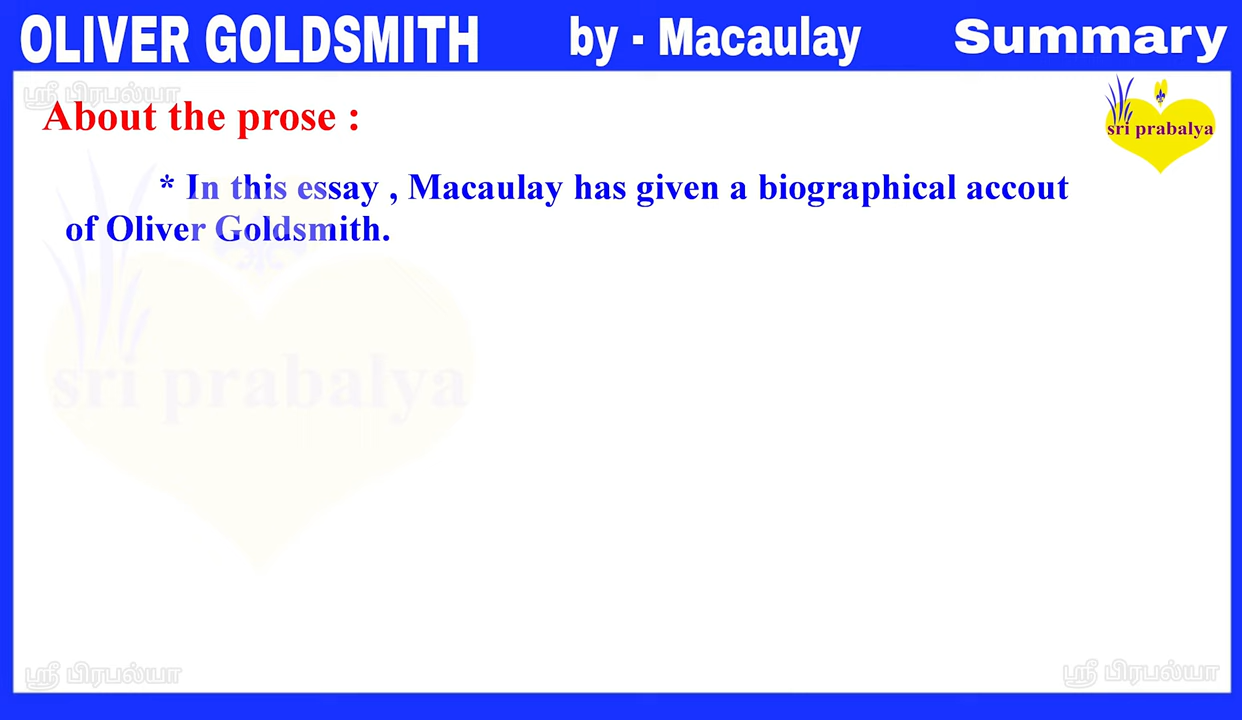 OLIVER GOLDSMITH by - Macaulay Summary
ஸ்ரீ பிரபல்யா
About the prose :
sri prabalya
* In this essay , Macaulay has given a biographical accout
of Oliver Goldsmith.
sri prabalya
ஸ்ரீ பிரபல்யா ஸ்ரீ பிரபல்யா